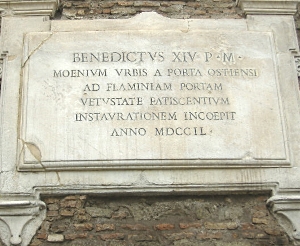 BENEDICTVS XIV P·M·
MOENIVM VRBIS A PORTA OSTIENSI
AD FLAMINIAM PORTAM
VETVSTATE FATISCENTIVM
INSTAVRATIONEM INCOEPIT
ANNO MDCCIL·